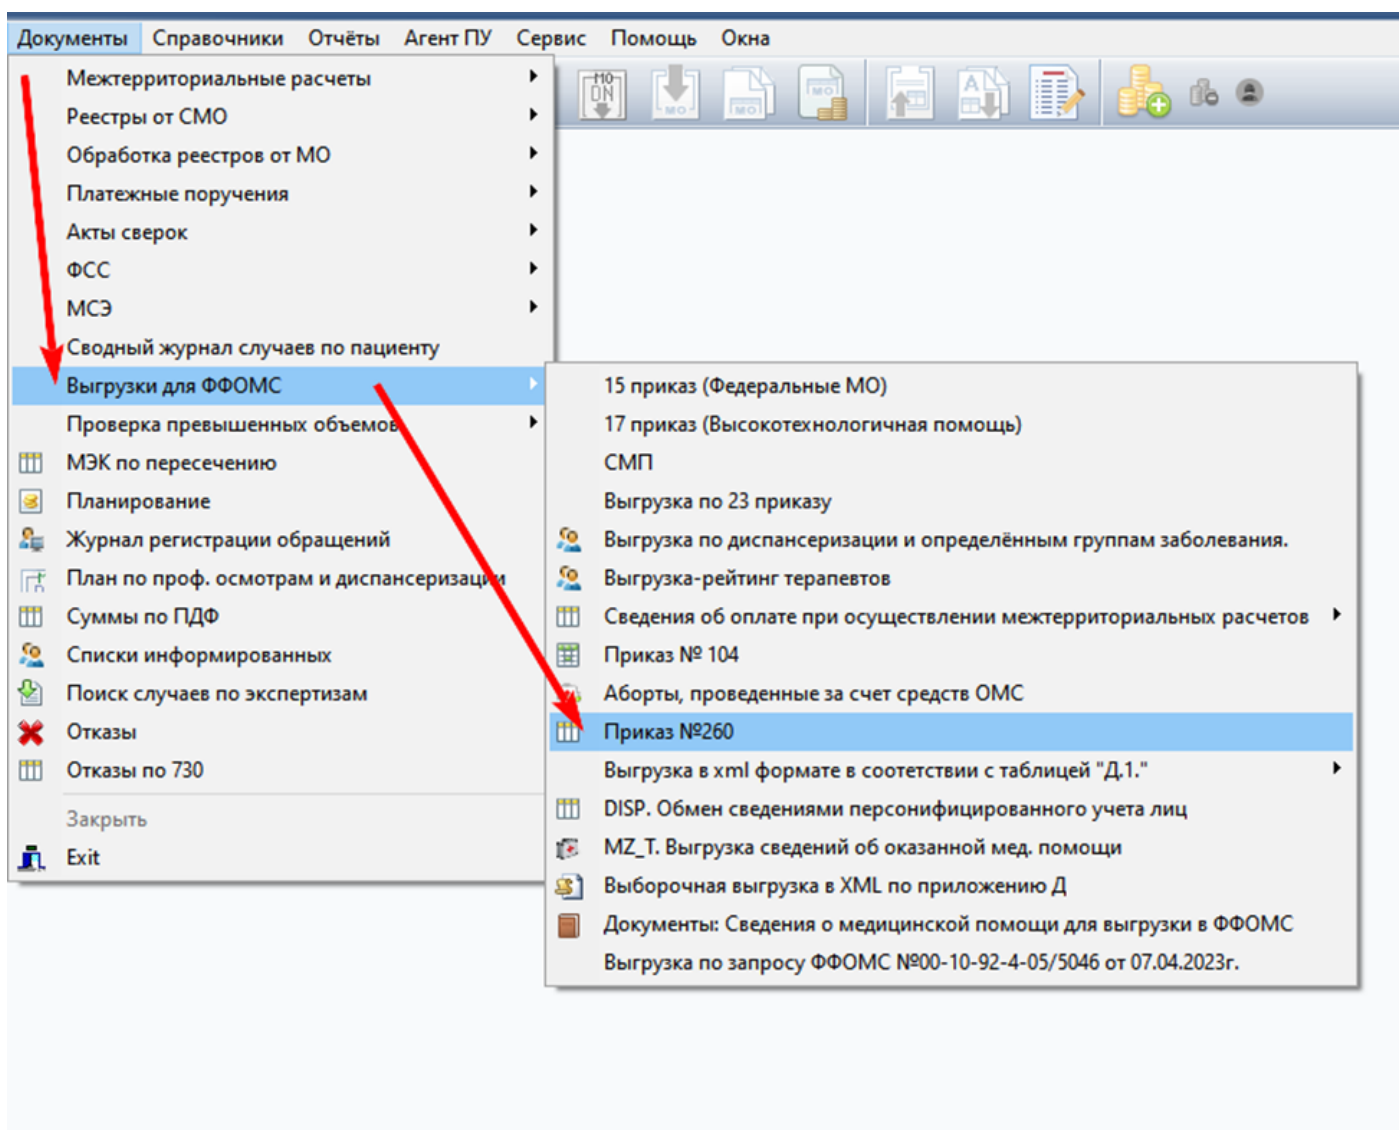 Документы Справочники Отчёты Агент ПУ Сервис Помощь Окна
Межтерриториальные расчеты
Реестры от СМО
Обработка реестров от МО
Платежные поручения
Акты сверок
ФСС
МСЭ
Сводный журнал случаев по пациенту
Выгрузки для ФФОМС
Проверка превышенных объемов
МЭК по пересечению
Планирование
Журнал регистрации обращений
План по проф. осмотрам и диспансеризации
Суммы по ПДФ
Списки информированных
Поиск случаев по экспертизам
Отказы
Отказы по 730
Закрыть
Exit
МО
DN
МО
МО
МО
A
15 приказ (Федеральные МО)
17 приказ (Высокотехнологичная помощь)
СМП
Выгрузка по 23 приказу
Выгрузка по диспансеризации и определённым группам заболевания.
Выгрузка-рейтинг терапевтов
Сведения об оплате при осуществлении межтерриториальных расчетов
Приказ № 104
Аборты, проведенные за счет средств ОМС
Приказ №260
Выгрузка в xml формате в соотетствии с таблицей "Д.1."
DISP. Обмен сведениями персонифицированного учета лиц
MZ_T. Выгрузка сведений об оказанной мед. помощи
Выборочная выгрузка в XML по приложению Д
Документы: Сведения о медицинской помощи для выгрузки в ФФОМС
Выгрузка по запросу ФФОМС №00-10-92-4-05/5046 от 07.04.2023г.